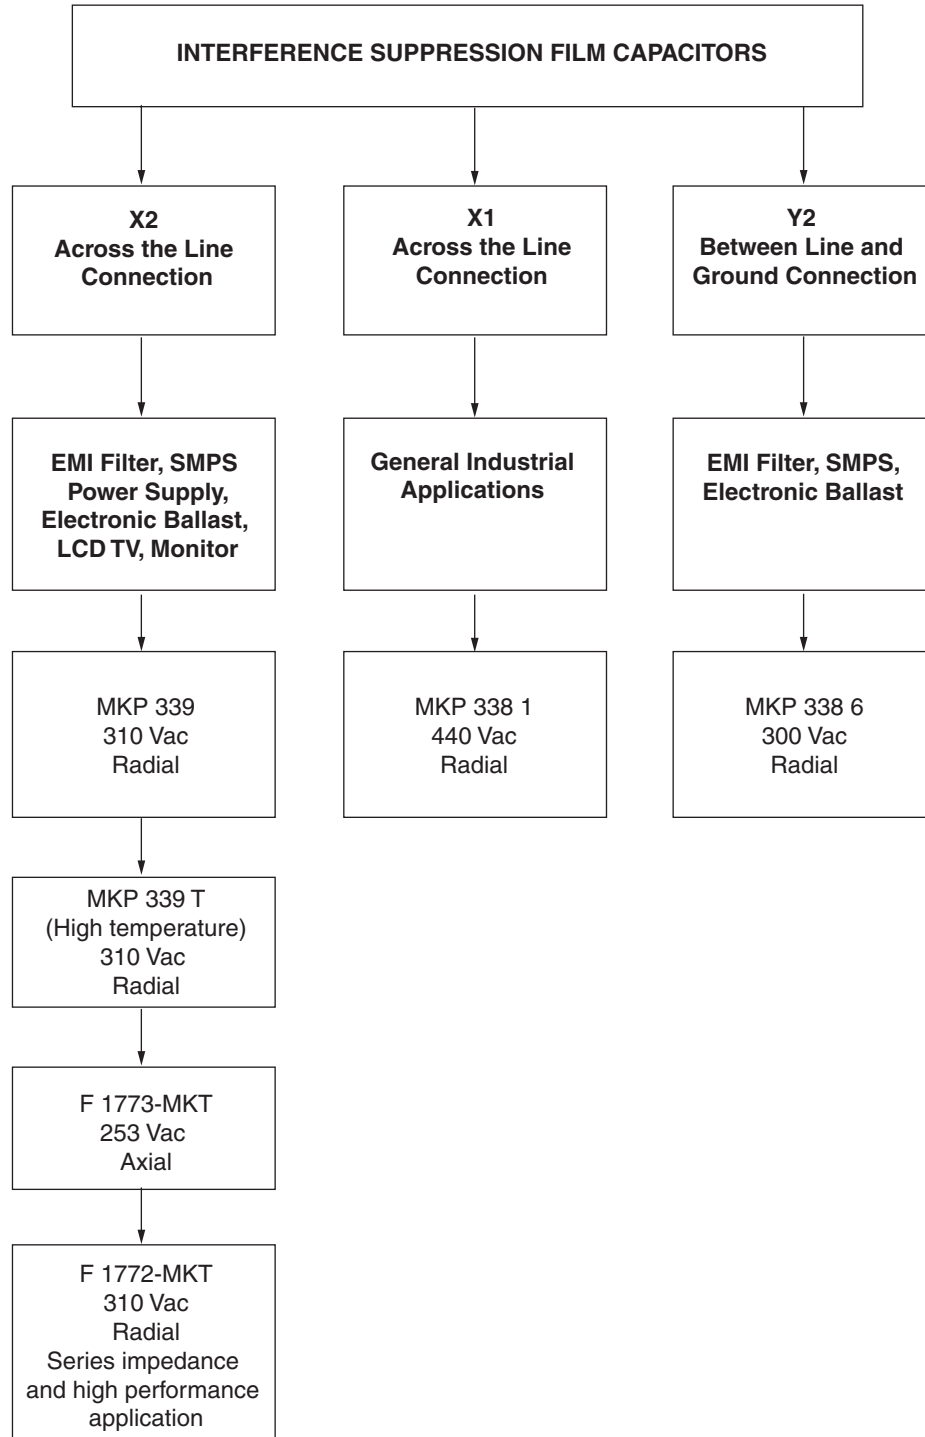 INTERFERENCE SUPPRESSION FILM CAPACITORS
X2
Across the Line
Connection
X1
Across the Line
Connection
Y2
Between Line and
Ground Connection
EMI Filter, SMPS
Power Supply,
Electronic Ballast,
LCD TV, Monitor
General Industrial
Applications
EMI Filter, SMPS,
Electronic Ballast
MKP 339
310 Vac
Radial
MKP 338 1
440 Vac
Radial
MKP 338 6
300 Vac
Radial
MKP 339 T
(High temperature)
310 Vac
Radial
F 1773-MKT
253 Vac
Axial
F 1772-MKT
310 Vac
Radial
Series impedance
and high performance
application